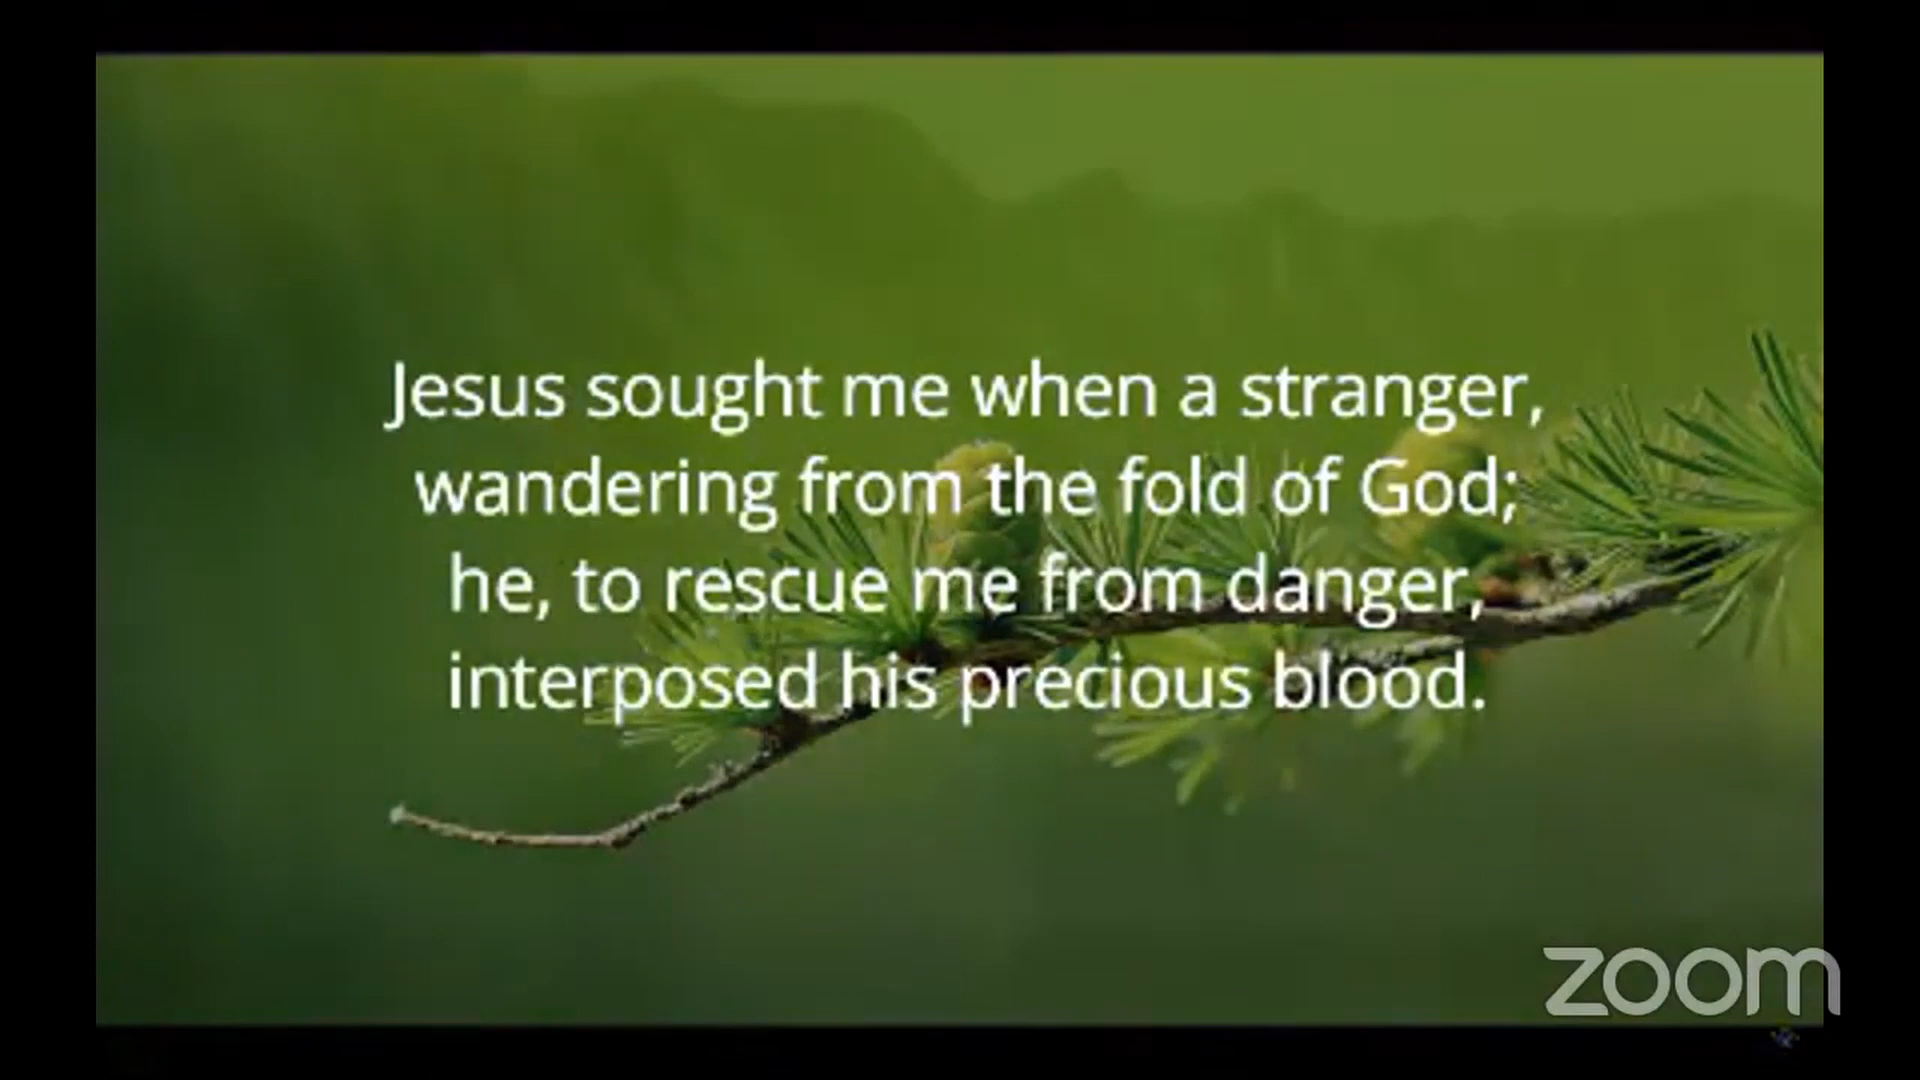 Jesus sought me when a stranger,
wandering from the fold of God;
he, to rescue me from danger,
interposed his precious blood.
zoom